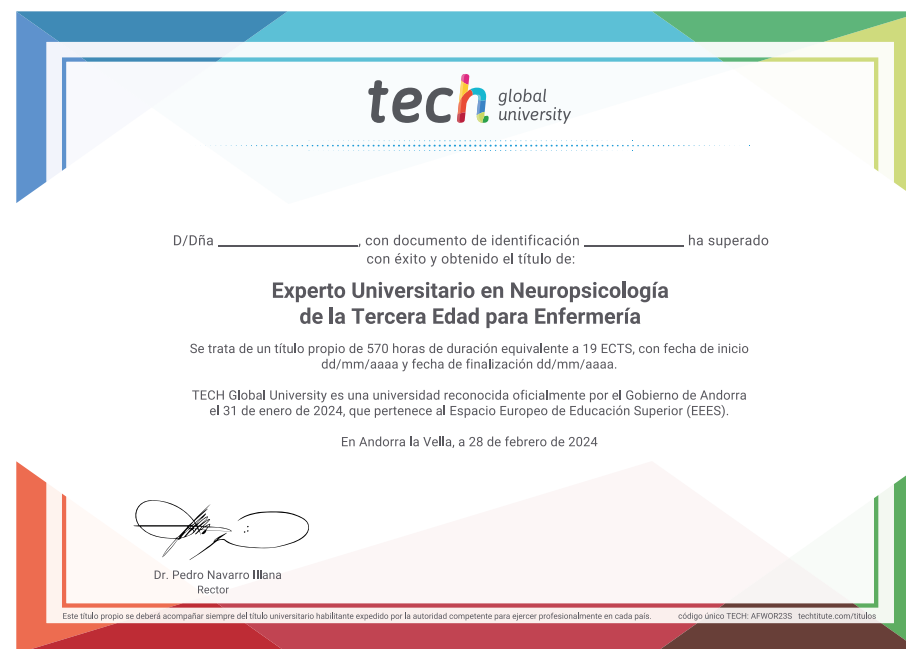 tech global university
D/Dña ____________________, con documento de identificación ______________ ha superado
con éxito y obtenido el título de:
Experto Universitario en Neuropsicología
de la Tercera Edad para Enfermería
Se trata de un título propio de 570 horas de duración equivalente a 19 ECTS, con fecha de inicio
dd/mm/aaaa y fecha de finalización dd/mm/aaaa.
TECH Global University es una universidad reconocida oficialmente por el Gobierno de Andorra
el 31 de enero de 2024, que pertenece al Espacio Europeo de Educación Superior (EEES).
En Andorra la Vella, a 28 de febrero de 2024
Dr. Pedro Navarro Illana
Rector
Este título propio se deberá acompañar siempre del título universitario habilitante expedido por la autoridad competente para ejercer profesionalmente en cada país. código único TECH: AFWOR23S techtitute.com/titulos